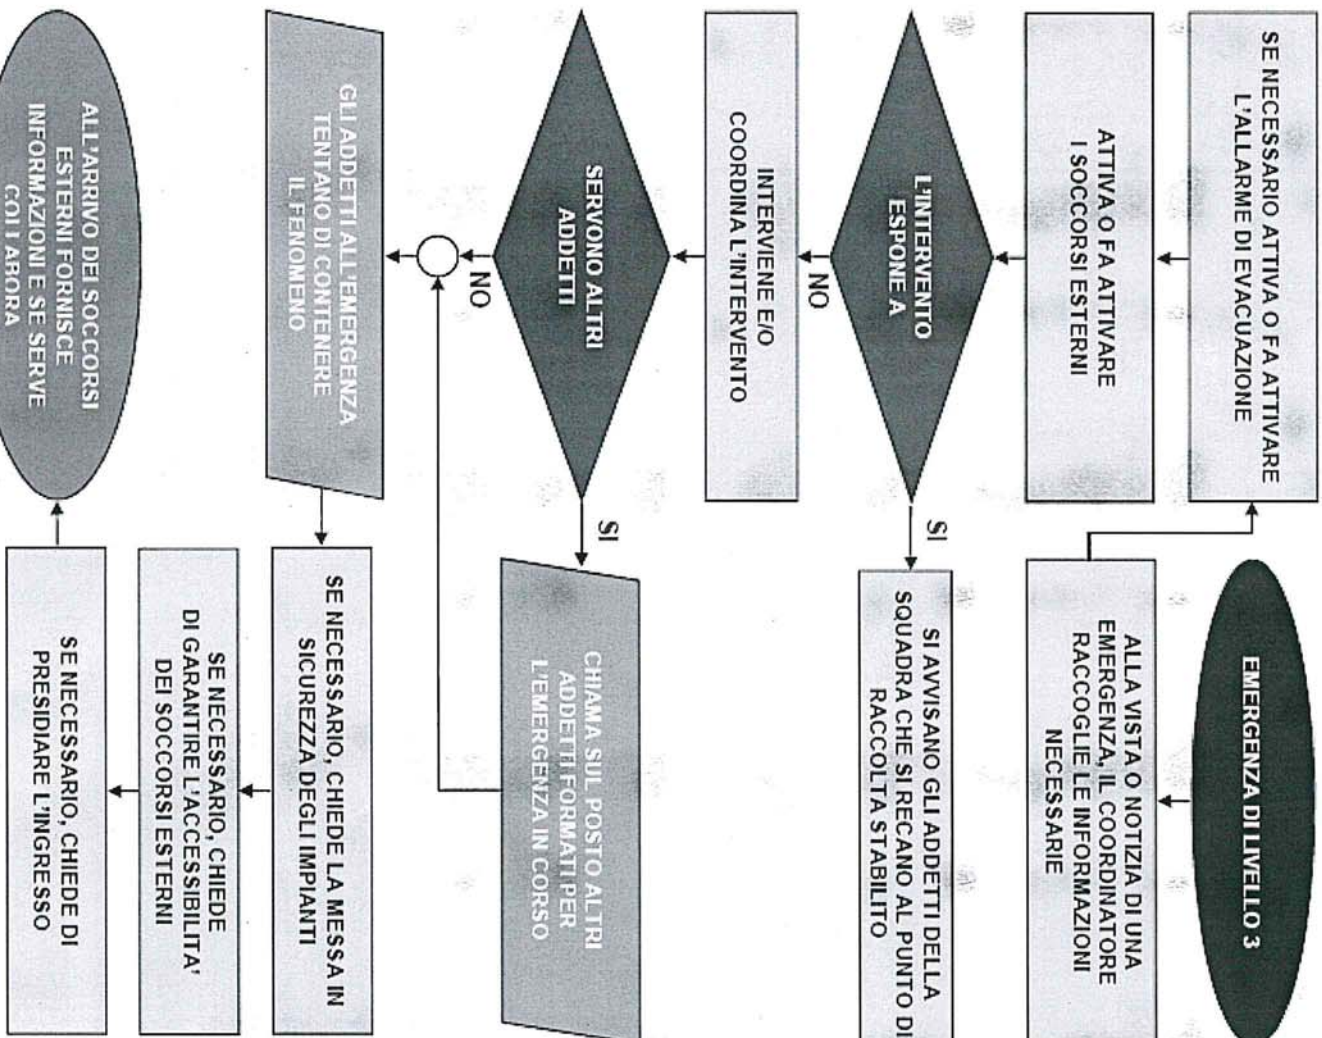 EMERGENZA DI LIVELLO 3
ALLA VISTA O NOTIZIA DI UNA
EMERGENZA, IL COORDINATORE
RACCOGLIE LE INFORMAZIONI
NECESSARIE
SE NECESSARIO ATTIVA O FA ATTIVARE
L'ALLARME DI EVACUAZIONE
ATTIVA O FA ATTIVARE
I SOCCORSI ESTERNI
L'INTERVENTO
ESPONE A
SI
SI AVVISANO GLI ADDETTI DELLA
SQUADRA CHE SI RECANO AL PUNTO DI
RACCOLTA STABILITO
NO
INTERVIENE E/O
COORDINA L'INTERVENTO
SERVONO ALTRI
ADDETTI
SI
CHIAMA SUL POSTO ALTRI
ADDETTI FORMATI PER
L'EMERGENZA IN CORSO
NO
GLI ADDETTI ALL'EMERGENZA
TENTANO DI CONTENERE
IL FENOMENO
SE NECESSARIO, CHIEDE LA MESSA IN
SICUREZZA DEGLI IMPIANTI
SE NECESSARIO, CHIEDE
DI GARANTIRE L'ACCESSIBILITA'
DEI SOCCORSI ESTERNI
SE NECESSARIO, CHIEDE DI
PRESIDIARE L'INGRESSO
ALL'ARRIVO DEI SOCCORSI
ESTERNI FORNISCE
INFORMAZIONI E SE SERVE
COLLABORA